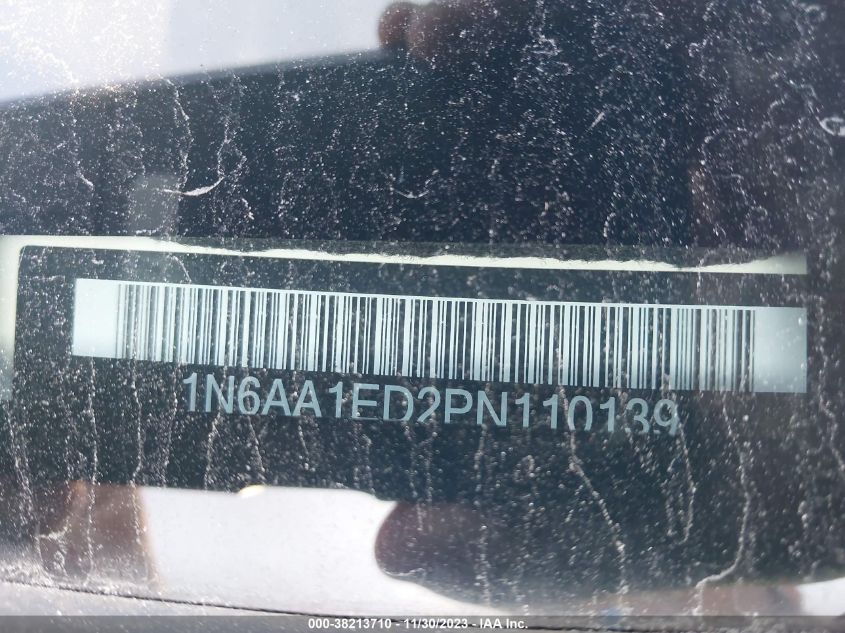 1N6AA1ED2PN110139
000-38213710 - 11/30/2023 - IAA Inc.